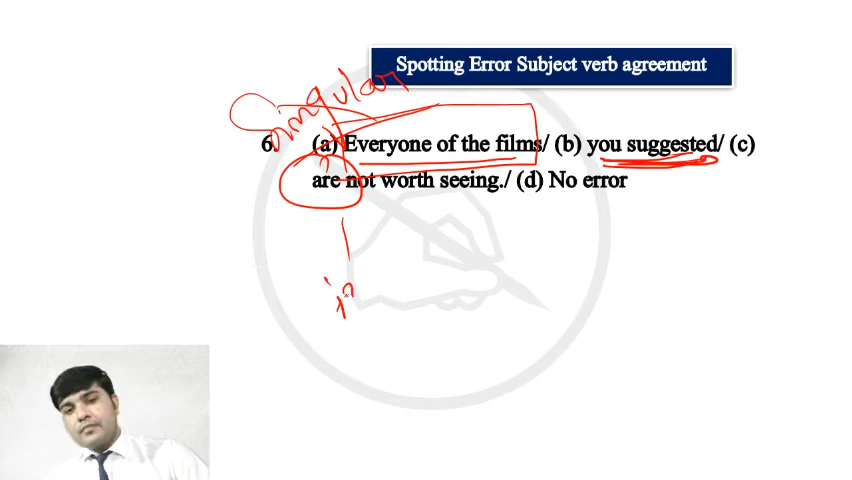 Spotting Error Subject verb agreement
singular
6. (a) Everyone of the films/ (b) you suggested/ (c)
are not worth seeing./ (d) No error
is